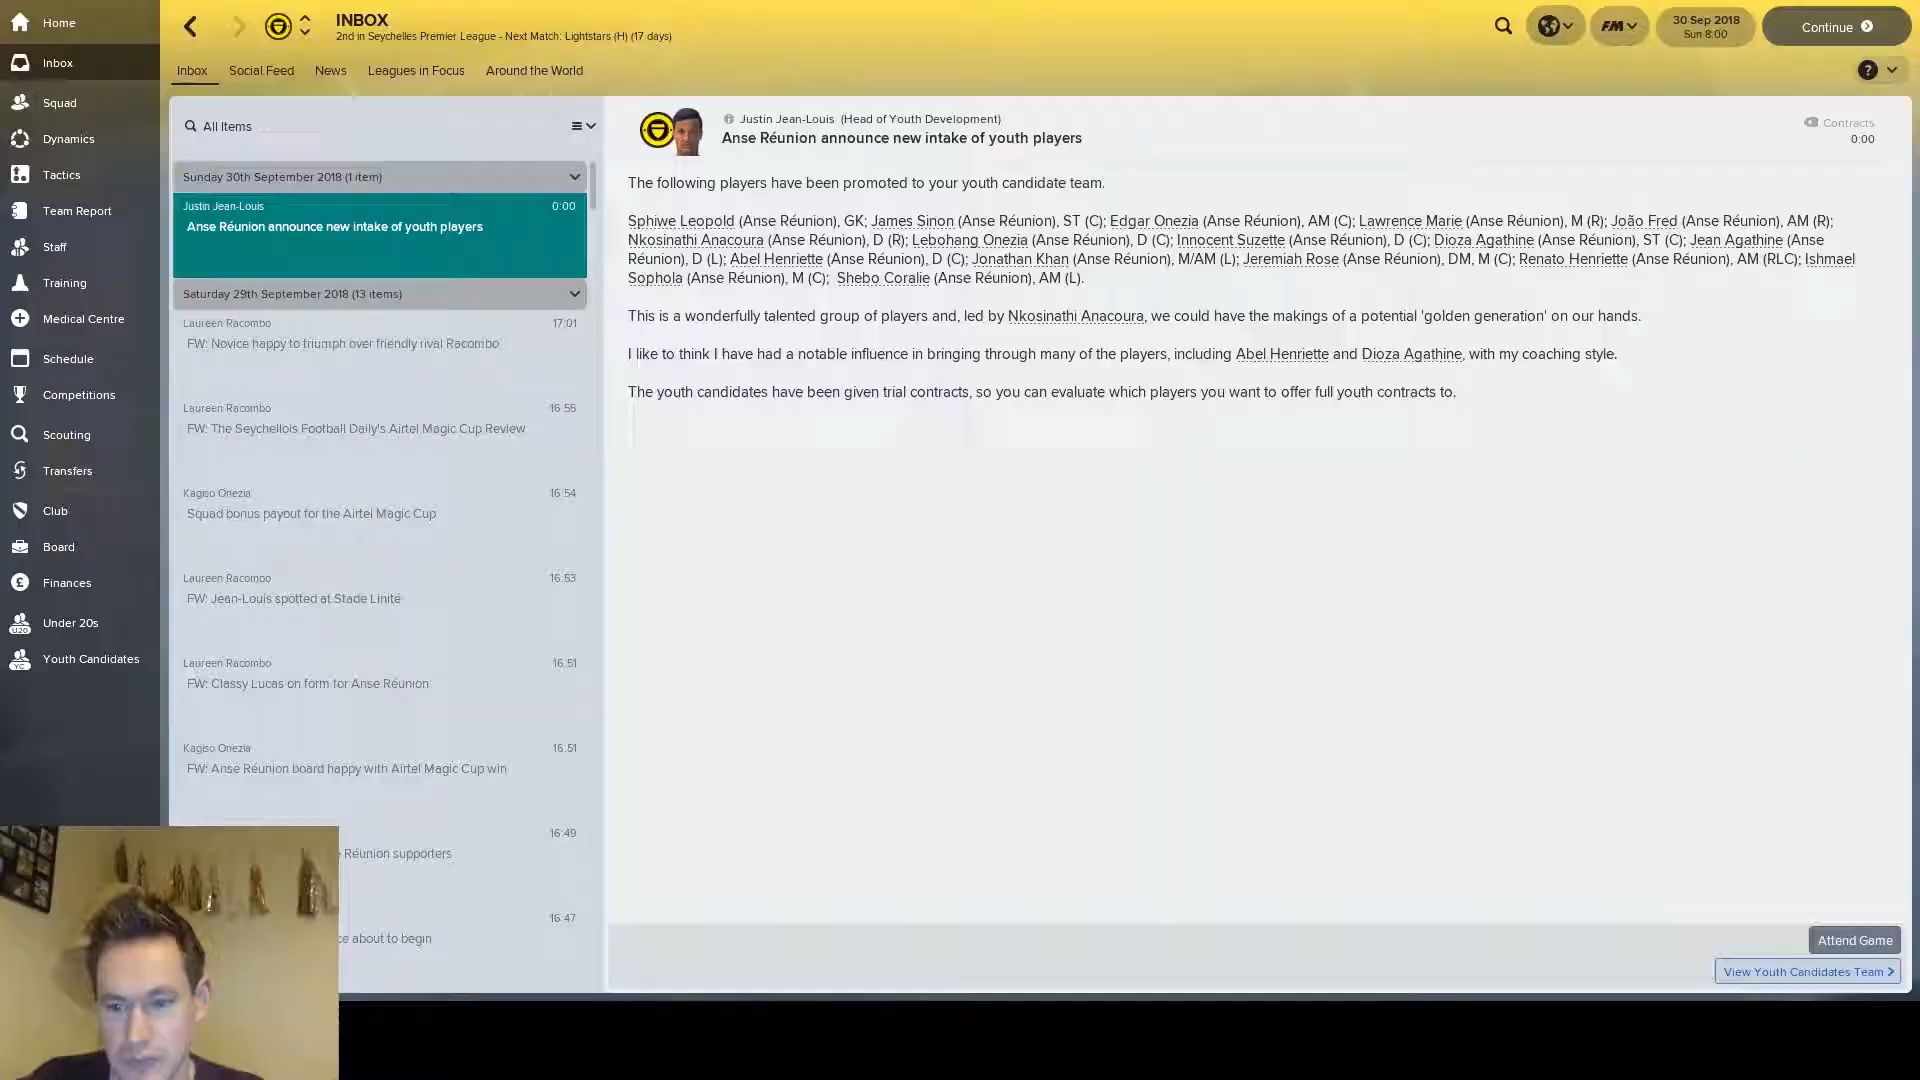 Home
Inbox
Squad
Dynamics
Tactics
Team Report
Staff
Training
Medical Centre
Schedule
Competitions
Scouting
Transfers
Club
Board
Finances
Under 20s
Youth Candidates
INBOX
2nd in Seychelles Premier League - Next Match: Lightstars (H) (17 days)
FM
30 Sep 2018
Sun 8:00
Continue
Inbox Social Feed News Leagues in Focus Around the World
All Items
Sunday 30th September 2018 (1 item)
Justin Jean-Louis 0:00
Anse Réunion announce new intake of youth players
Saturday 29th September 2018 (13 items)
Laureen Racombo 17:01
FW: Novice happy to triumph over friendly rival Racombo
Laureen Racombo 16:55
FW: The Seychellois Football Daily's Airtel Magic Cup Review
Kagiso Onezia 16:54
Squad bonus payout for the Airtel Magic Cup
Laureen Racombo 16:53
FW: Jean-Louis spotted at Stade Linité
Laureen Racombo 16:51
FW: Classy Lucas on form for Anse Réunion
Kagiso Onezia 16:51
FW: Anse Réunion board happy with Airtel Magic Cup win
16:49
Réunion supporters
16:47
about to begin
Justin Jean-Louis (Head of Youth Development)
Anse Réunion announce new intake of youth players
Contracts
0:00
The following players have been promoted to your youth candidate team.
Sphiwe Leopold (Anse Réunion), GK; James Sinon (Anse Réunion), ST (C); Edgar Onezia (Anse Réunion), AM (C); Lawrence Marie (Anse Réunion), M (R); João Fred (Anse Réunion), AM (R);
Nkosinathi Anacoura (Anse Réunion), D (R); Lebohang Onezia (Anse Réunion), D (C); Innocent Suzette (Anse Réunion), D (C); Dioza Agathine (Anse Réunion), ST (C); Jean Agathine (Anse
Réunion), D (L); Abel Henriette (Anse Réunion), D (C); Jonathan Khan (Anse Réunion), M/AM (L); Jeremiah Rose (Anse Réunion), DM, M (C); Renato Henriette (Anse Réunion), AM (RLC); Ishmael
Sophola (Anse Réunion), M (C); Shebo Coralie (Anse Réunion), AM (L).
This is a wonderfully talented group of players and, led by Nkosinathi Anacoura, we could have the makings of a potential 'golden generation' on our hands.
I like to think I have had a notable influence in bringing through many of the players, including Abel Henriette and Dioza Agathine, with my coaching style.
The youth candidates have been given trial contracts, so you can evaluate which players you want to offer full youth contracts to.
Attend Game
View Youth Candidates Team